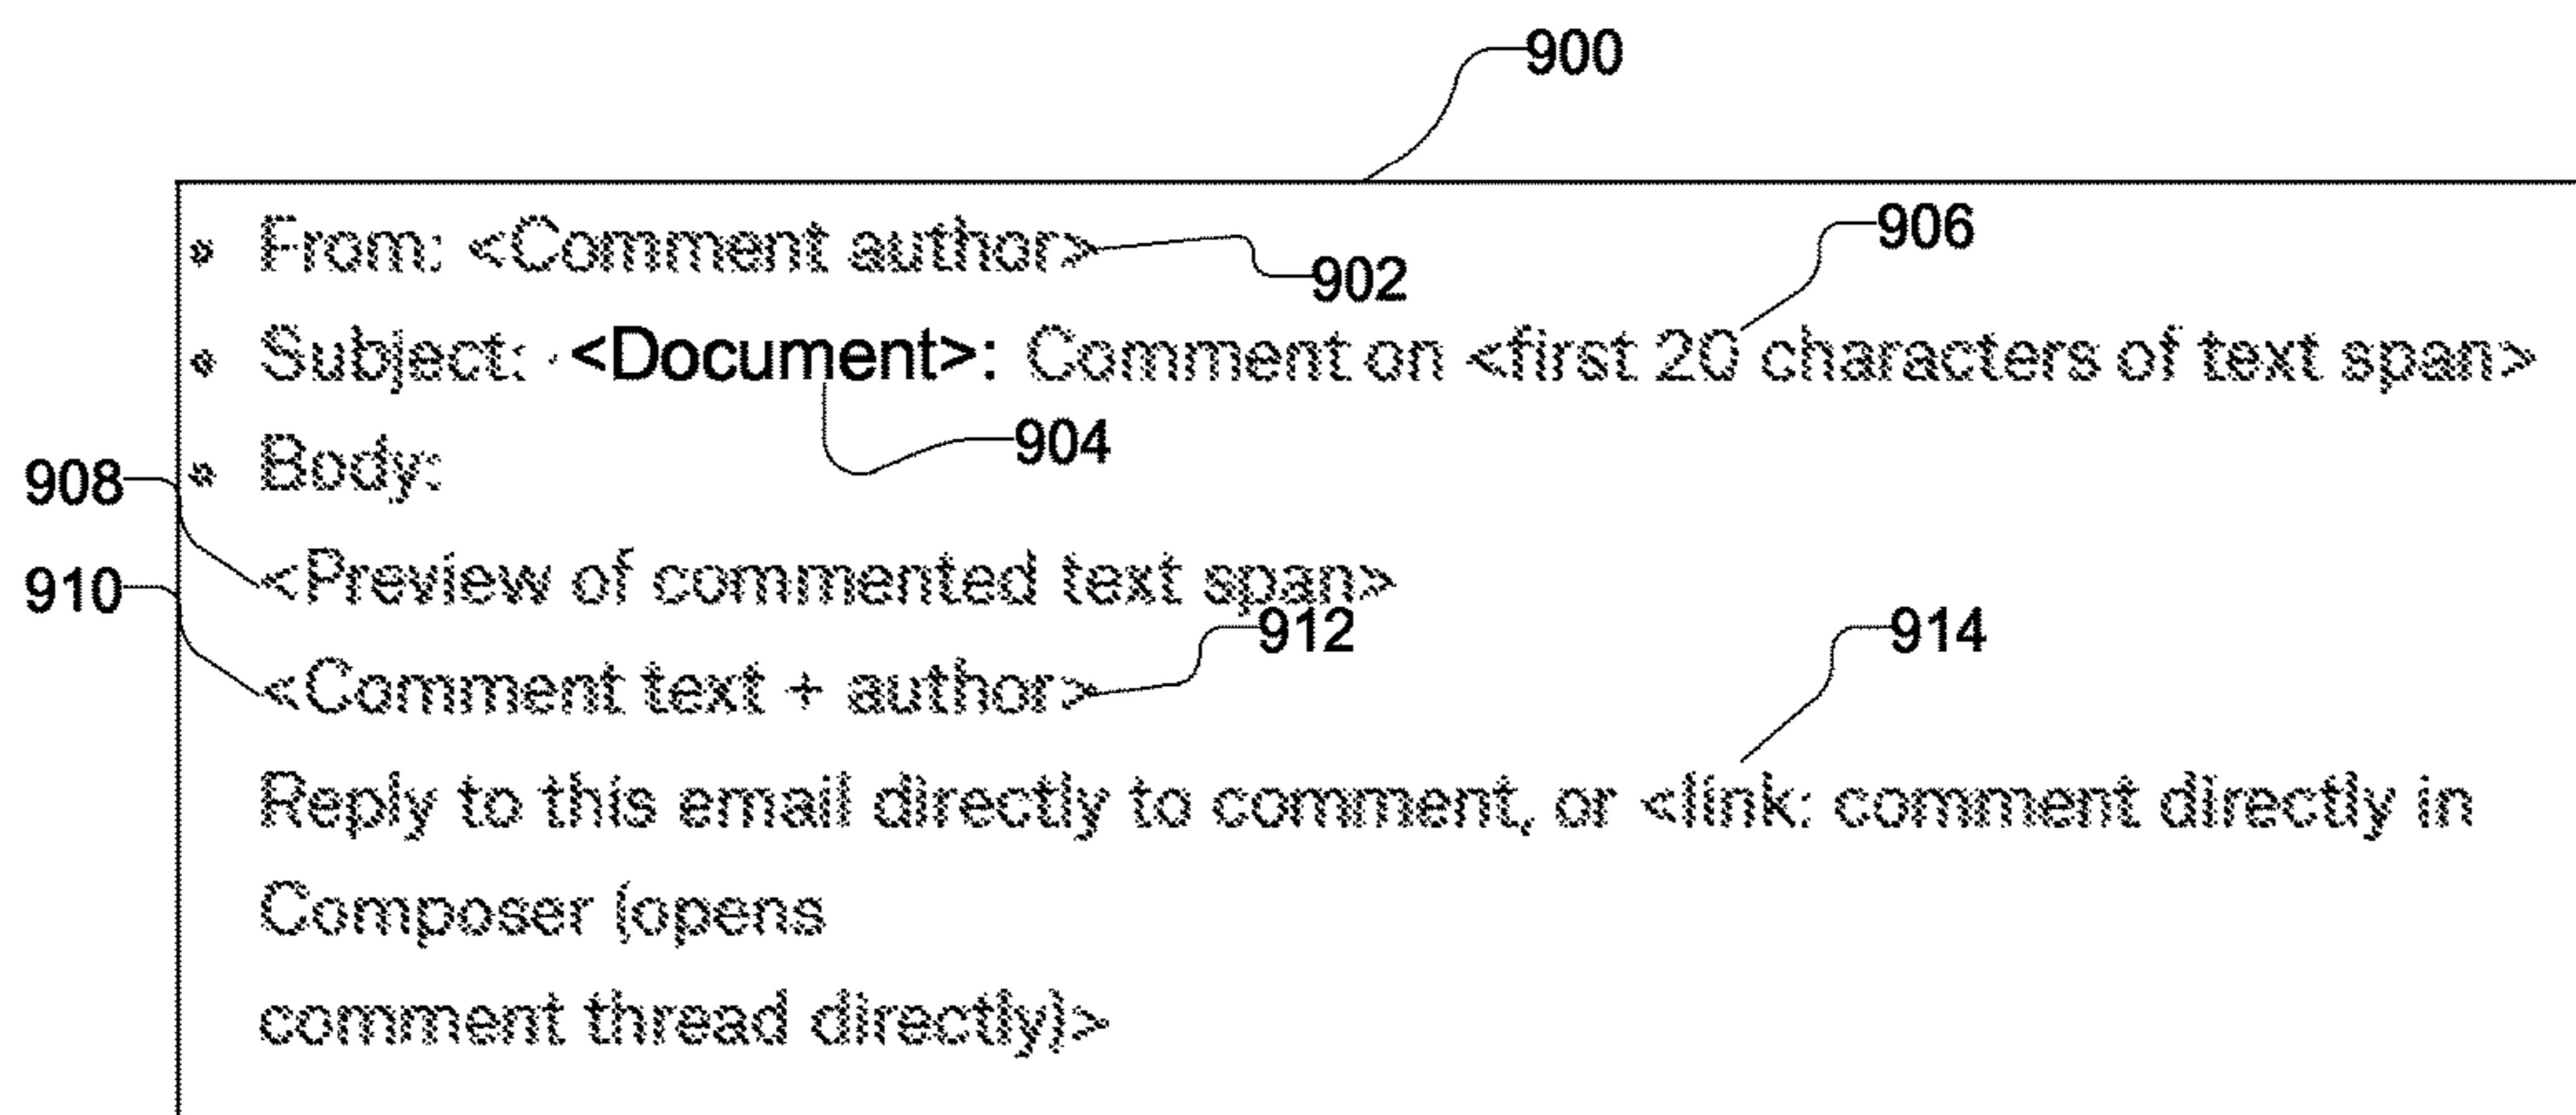 900
• From: <Comment author>
902
906
• Subject: <Document>: Comment on <first 20 characters of text span>
904
• Body:
908
<Preview of commented text span>
910
912
<Comment text + author>
914
Reply to this email directly to comment, or <link: comment directly in
Composer (opens
comment thread directly)>